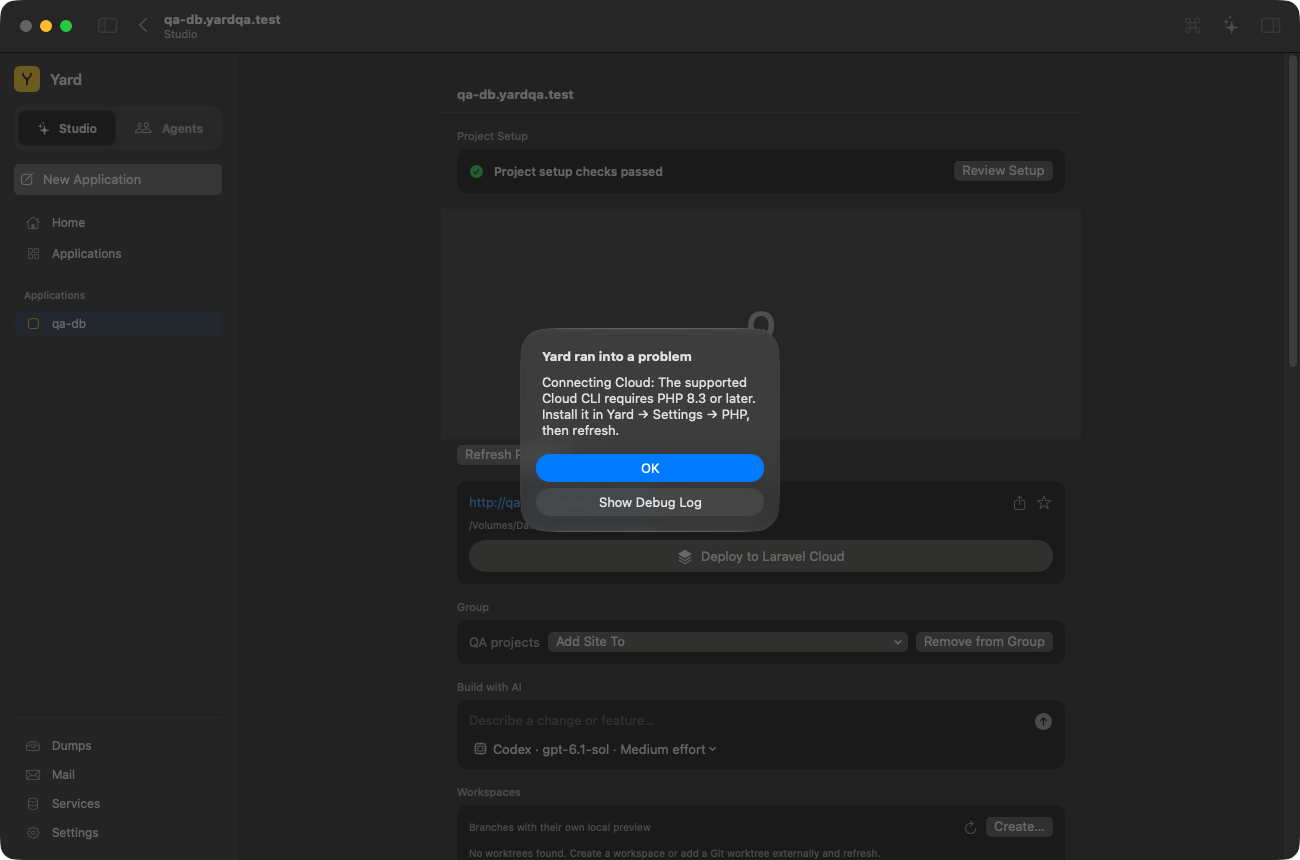 qa-db.yardqa.test
Studio
Y Yard
Studio
Agents
New Application
Home
Applications
Applications
qa-db
Dumps
Mail
Services
Settings
qa-db.yardqa.test
Project Setup
Project setup checks passed
Review Setup
Q
Yard ran into a problem
Connecting Cloud: The supported
Cloud CLI requires PHP 8.3 or later.
Install it in Yard → Settings → PHP,
then refresh.
OK
Show Debug Log
Refresh
http://qa
/Volumes/Da
Deploy to Laravel Cloud
Group
QA projects
Add Site To
Remove from Group
Build with AI
Describe a change or feature...
Codex · gpt-6.1-sol · Medium effort
Workspaces
Branches with their own local preview
Create...
No worktrees found. Create a workspace or add a Git worktree externally and refresh.